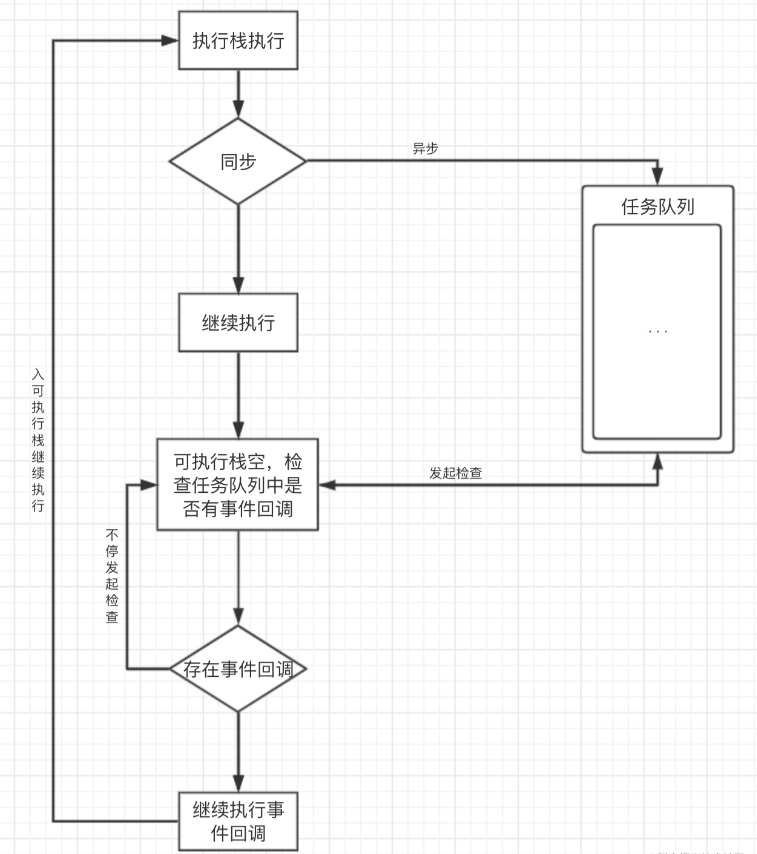 执行栈执行
同步
异步
任务队列
...
继续执行
入可执行栈继续执行
可执行栈空，检
查任务队列中是
否有事件回调
发起检查
不停发起检查
存在事件回调
继续执行事
件回调